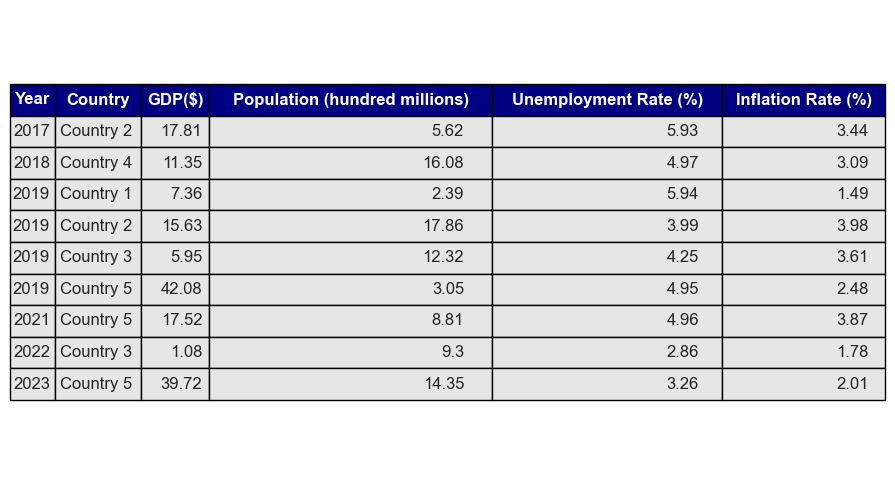 Year Country GDP($) Population (hundred millions) Unemployment Rate (%) Inflation Rate (%)
2017 Country 2 17.81 5.62 5.93 3.44
2018 Country 4 11.35 16.08 4.97 3.09
2019 Country 1 7.36 2.39 5.94 1.49
2019 Country 2 15.63 17.86 3.99 3.98
2019 Country 3 5.95 12.32 4.25 3.61
2019 Country 5 42.08 3.05 4.95 2.48
2021 Country 5 17.52 8.81 4.96 3.87
2022 Country 3 1.08 9.3 2.86 1.78
2023 Country 5 39.72 14.35 3.26 2.01